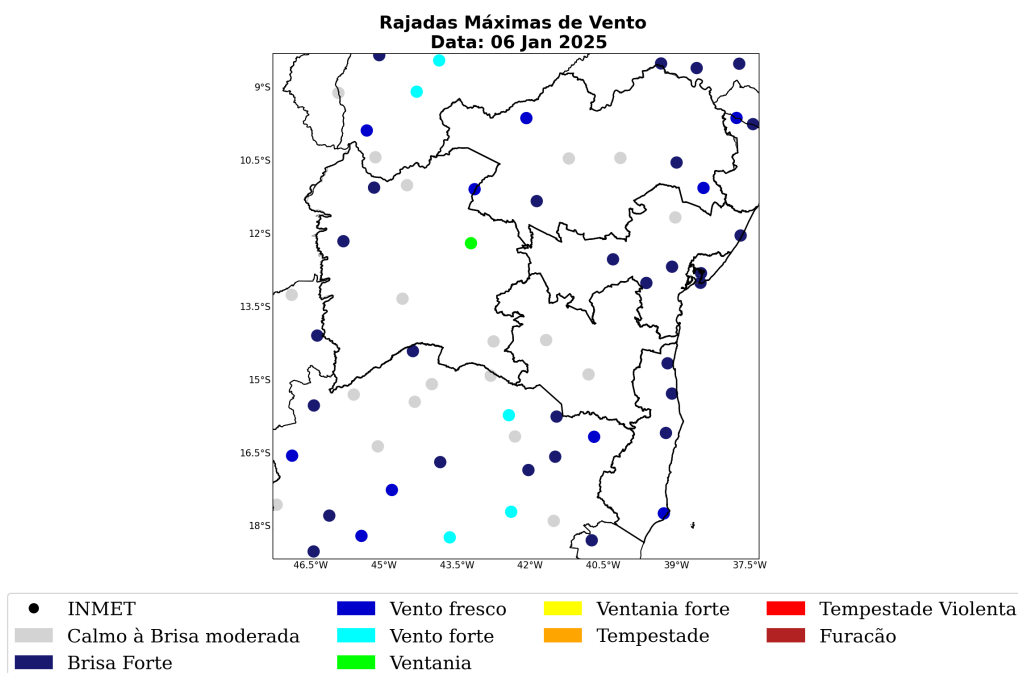 Rajadas Máximas de Vento
Data: 06 Jan 2025
9°S
10.5°S
12°S
13.5°S
15°S
16.5°S
18°S
46.5°W 45°W 43.5°W 42°W 40.5°W 39°W 37.5°W
INMET Vento fresco Ventania forte Tempestade Violenta
Calmo à Brisa moderada Vento forte Tempestade Furacão
Brisa Forte Ventania